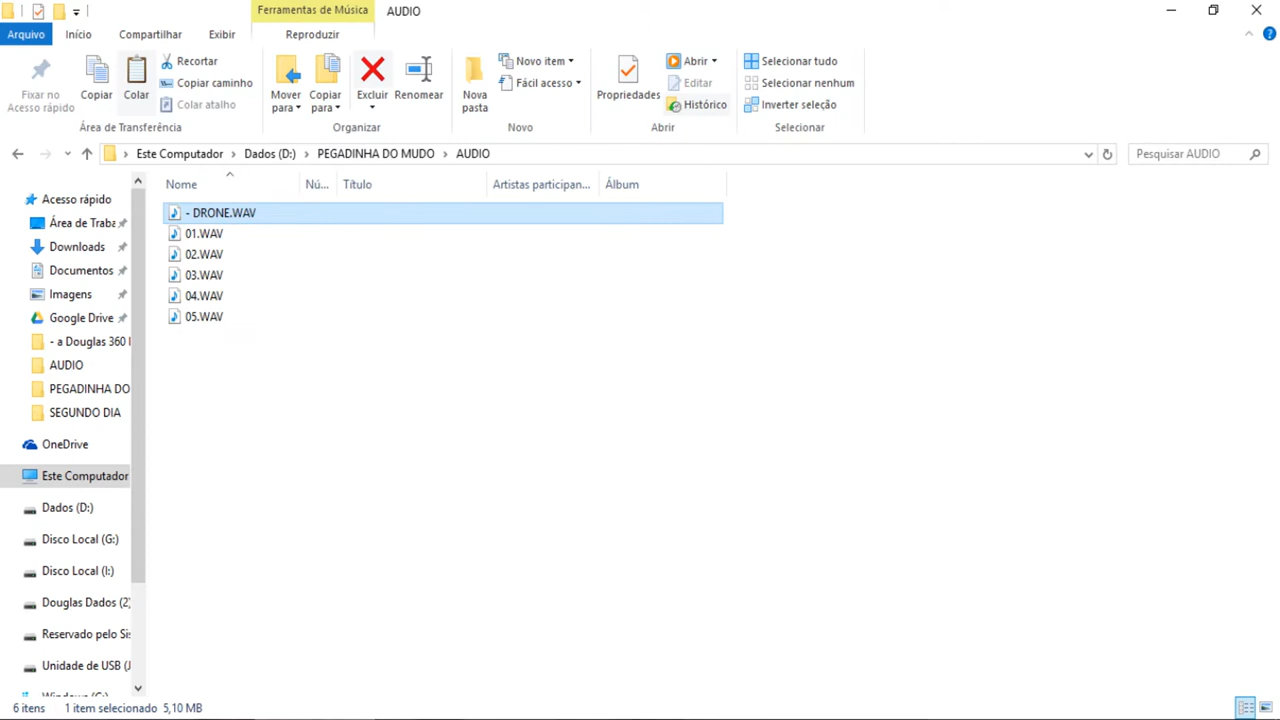 Ferramentas de Música
AUDIO
Arquivo
Início
Compartilhar
Exibir
Reproduzir
Fixar no
Acesso rápido
Copiar
Colar
Recortar
Copiar caminho
Colar atalho
Área de Transferência
Mover
para
Copiar
para
Excluir
Renomear
Organizar
Nova
pasta
Novo item
Fácil acesso
Novo
Propriedades
Abrir
Editar
Histórico
Abrir
Selecionar tudo
Selecionar nenhum
Inverter seleção
Selecionar
Este Computador
Dados (D:)
PEGADINHA DO MUDO
AUDIO
Pesquisar AUDIO
Nome
Nú...
Título
Artistas participan...
Álbum
- DRONE.WAV
01.WAV
02.WAV
03.WAV
04.WAV
05.WAV
Acesso rápido
Área de Traba
Downloads
Documentos
Imagens
Google Drive
- a Douglas 360
AUDIO
PEGADINHA DO
SEGUNDO DIA
OneDrive
Este Computador
Dados (D:)
Disco Local (G:)
Disco Local (I:)
Douglas Dados (2)
Reservado pelo Sis
Unidade de USB (J
Windows (C:)
6 itens
1 item selecionado 5,10 MB